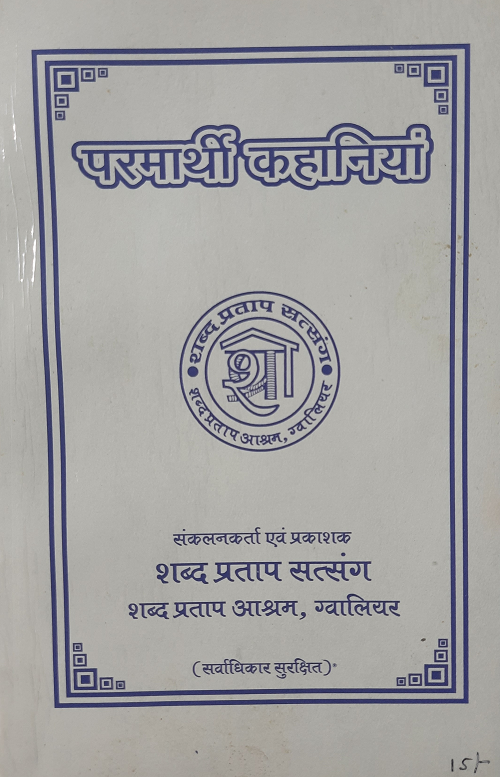 परमार्थी कहानियां
शब्द प्रताप सत्संग
शा
शब्द प्रताप आश्रम, ग्वालियर
संकलनकर्ता एवं प्रकाशक
शब्द प्रताप सत्संग
शब्द प्रताप आश्रम, ग्वालियर
(सर्वाधिकार सुरक्षित)
15/-